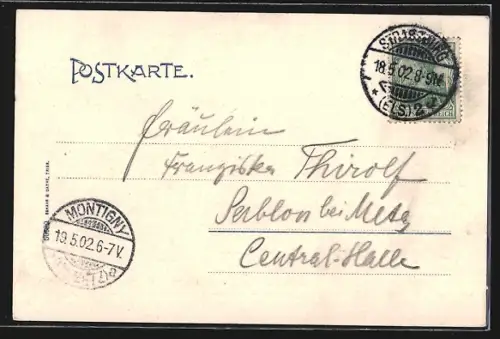 STRASSBURG
18.5.02.8-9N.
* (ELS.) 2
POSTKARTE.
Fräulein
Franziska Thirolf
Sablon bei Metz
Central-Halle
MONTIGNY
19.5.02.6-7V.